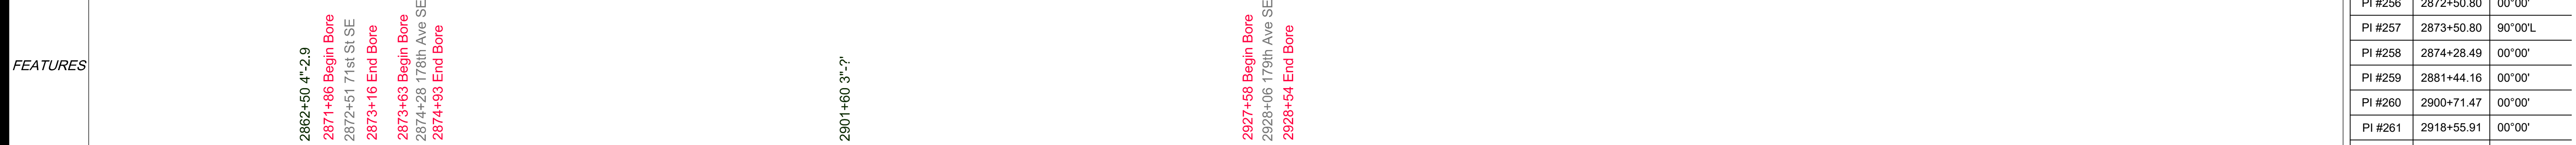 FEATURES
2862+50 4"-2.9
2871+86 Begin Bore
2872+51 71st St SE
2873+16 End Bore
2873+63 Begin Bore
2874+28 178th Ave SE
2874+93 End Bore
2901+60 3"-?'
2927+58 Begin Bore
2928+06 179th Ave SE
2928+54 End Bore
PI #256 2872+50.80 00°00'
PI #257 2873+50.80 90°00'L
PI #258 2874+28.49 00°00'
PI #259 2881+44.16 00°00'
PI #260 2900+71.47 00°00'
PI #261 2918+55.91 00°00'